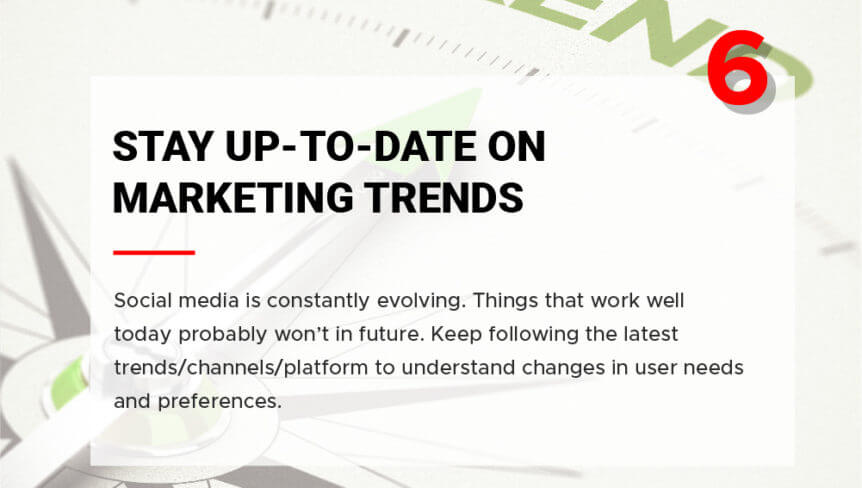 TREND
6
STAY UP-TO-DATE ON
MARKETING TRENDS
Social media is constantly evolving. Things that work well
today probably won’t in future. Keep following the latest
trends/channels/platform to understand changes in user needs
and preferences.